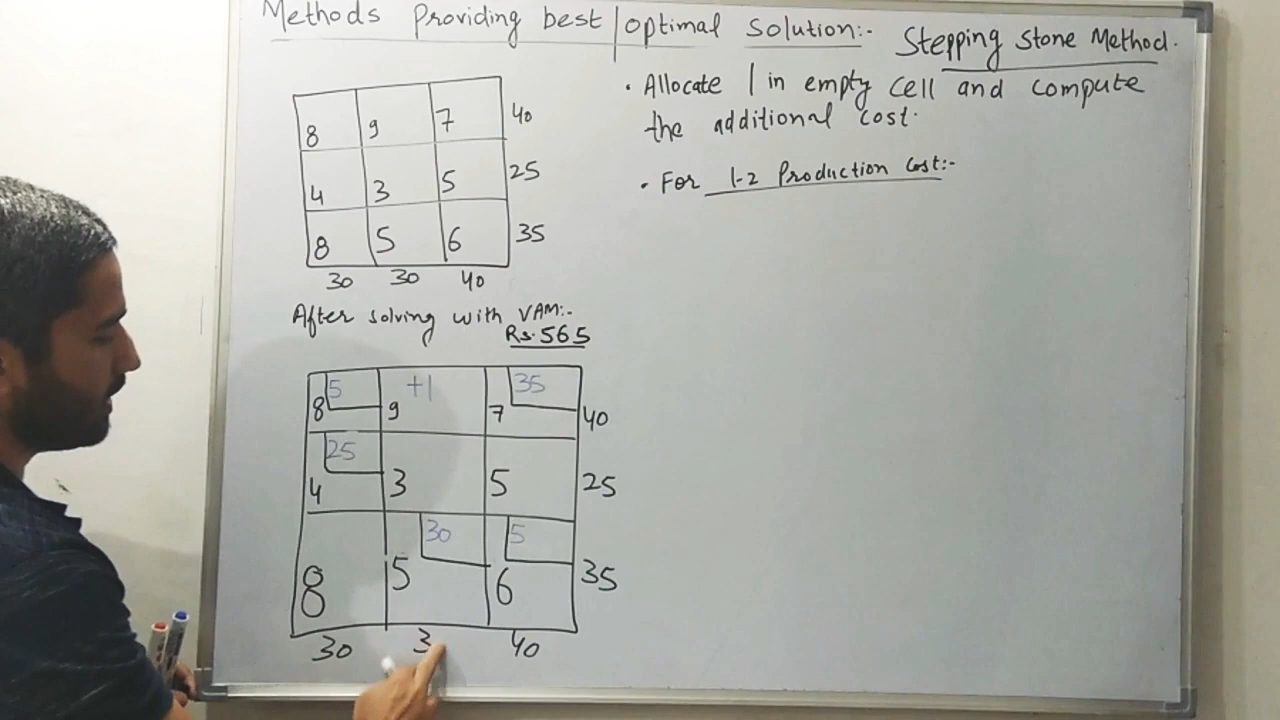 Methods Providing best / optimal Solution:- Stepping Stone Method.
• Allocate 1 in empty cell and compute
the additional cost.
• For 1-2 Production Cost:-
8 9 7 40
4 3 5 25
8 5 6 35
30 30 40
After solving with VAM:-
Rs. 565
5 +1 35
8 9 7 40
25
4 3 5 25
30 5
8 5 6 35
30 3 40